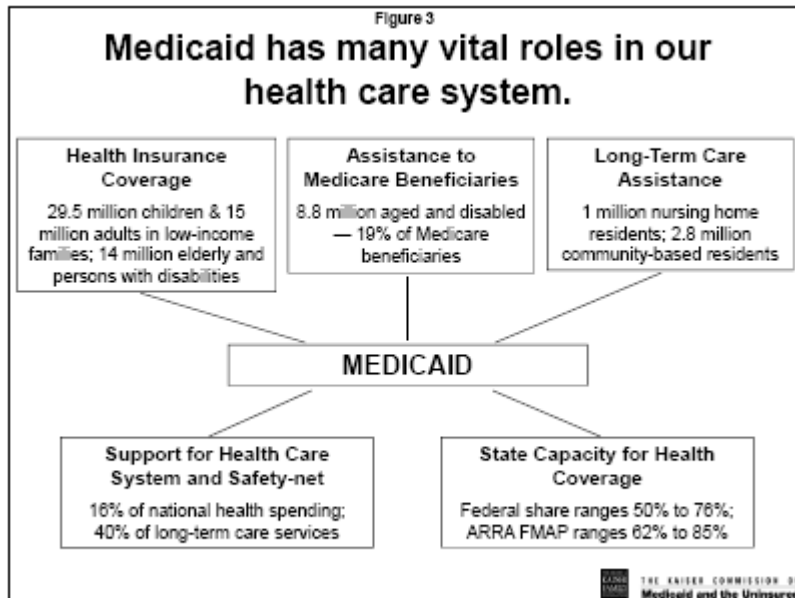 Figure 3
Medicaid has many vital roles in our
health care system.
Health Insurance
Coverage
29.5 million children & 15
million adults in low-income
families; 14 million elderly and
persons with disabilities
Assistance to
Medicare Beneficiaries
8.8 million aged and disabled
— 19% of Medicare
beneficiaries
Long-Term Care
Assistance
1 million nursing home
residents; 2.8 million
community-based residents
MEDICAID
Support for Health Care
System and Safety-net
16% of national health spending;
40% of long-term care services
State Capacity for Health
Coverage
Federal share ranges 50% to 76%;
ARRA FMAP ranges 62% to 85%
KAISER
FAMILY
THE KAISER COMMISSION O
Medicaid and the Uninsured